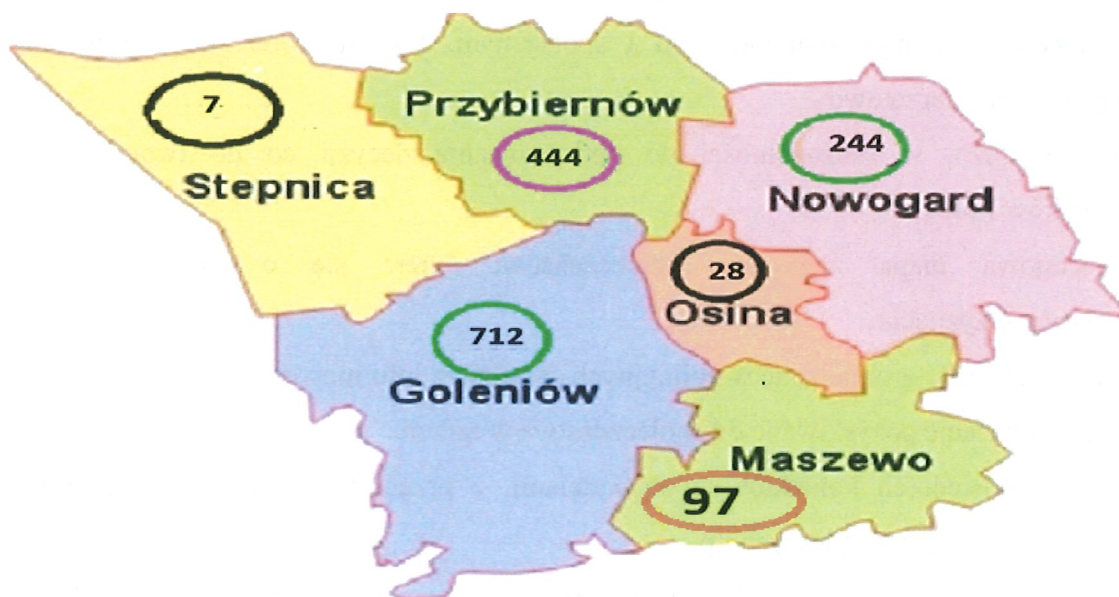 7
Stepnica
Przybiernów
444
244
Nowogard
28
Osina
712
Goleniów
Maszewo
97